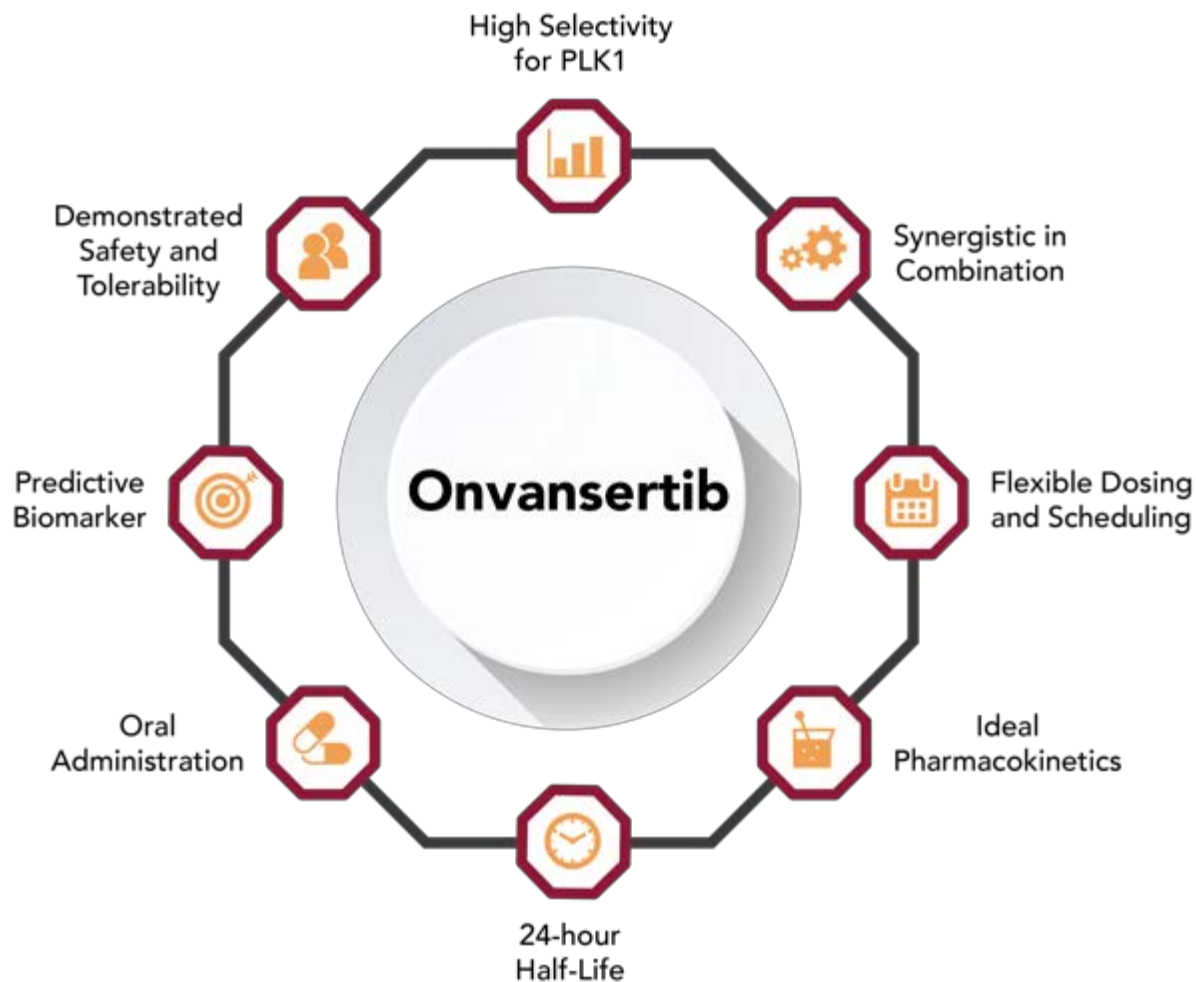 High Selectivity
for PLK1
Synergistic in
Combination
Flexible Dosing
and Scheduling
Ideal
Pharmacokinetics
24-hour
Half-Life
Oral
Administration
Predictive
Biomarker
Demonstrated
Safety and
Tolerability
Onvansertib